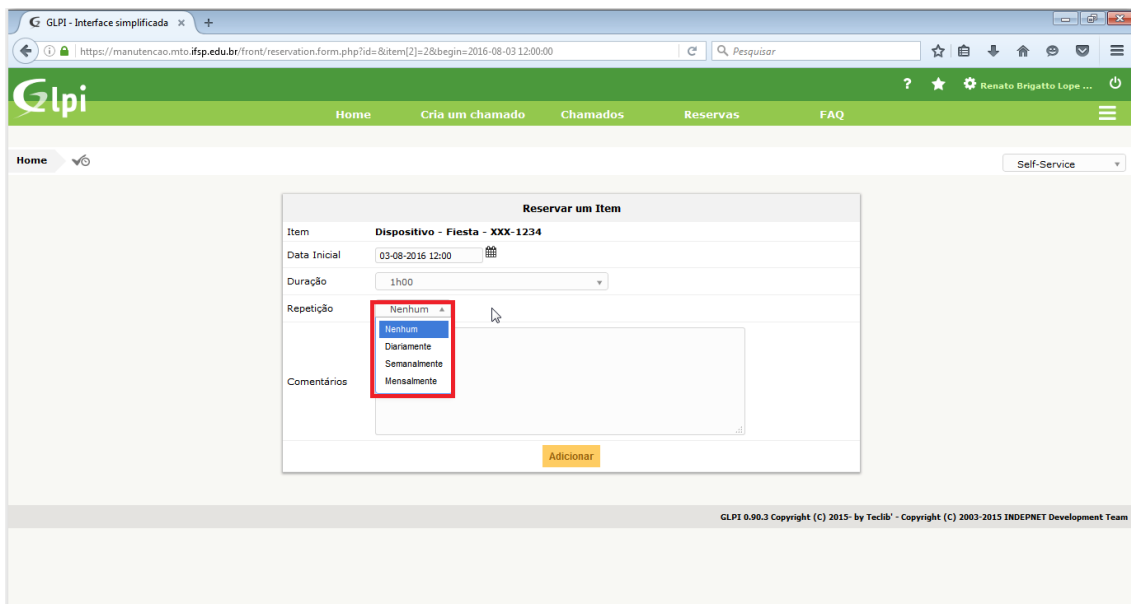 GLPI - Interface simplificada × +
https://manutencao.mto.ifsp.edu.br/front/reservation.form.php?id=&item[2]=2&begin=2016-08-03 12:00:00 Pesquisar
Glpi
? Renato Brigatto Lope ...
Home Cria um chamado Chamados Reservas FAQ
Home Self-Service
Reservar um Item
Item Dispositivo - Fiesta - XXX-1234
Data Inicial 03-08-2016 12:00
Duração 1h00
Repetição Nenhum
Nenhum
Diariamente
Semanalmente
Comentários Mensalmente
Adicionar
GLPI 0.90.3 Copyright (C) 2015- by Teclib' - Copyright (C) 2003-2015 INDEPNET Development Team